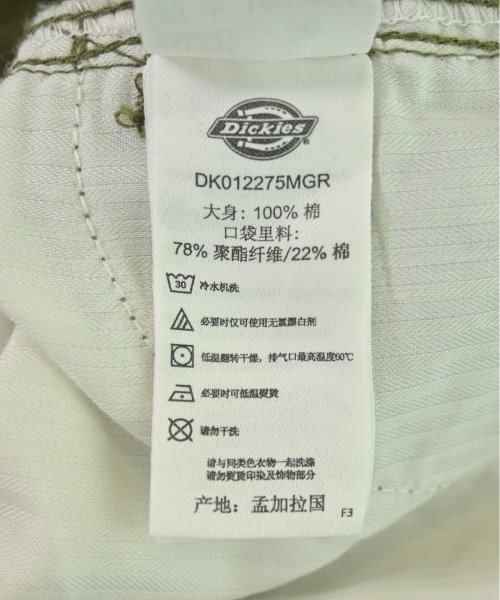 Dickies
DK012275MGR
大身: 100% 棉
口袋里料:
78% 聚酯纤维/22% 棉
30 冷水机洗
必要时仅可使用无氯漂白剂
低温翻转干燥，排气口最高温度60℃
必要时可低温熨烫
请勿干洗
请与同类色衣物一起洗涤
请勿熨烫印染及饰物部分
产地: 孟加拉国
F3